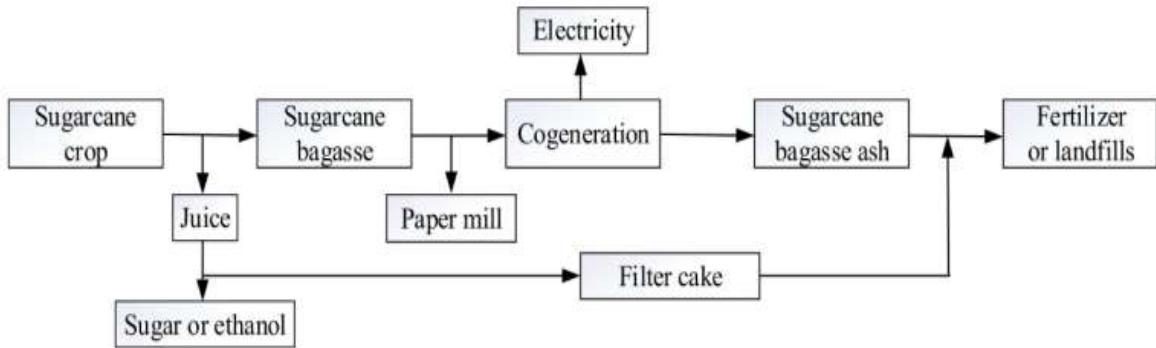 Electricity
Sugarcane
crop
Sugarcane
bagasse
Cogeneration
Sugarcane
bagasse ash
Fertilizer
or landfills
Juice
Paper mill
Filter cake
Sugar or ethanol